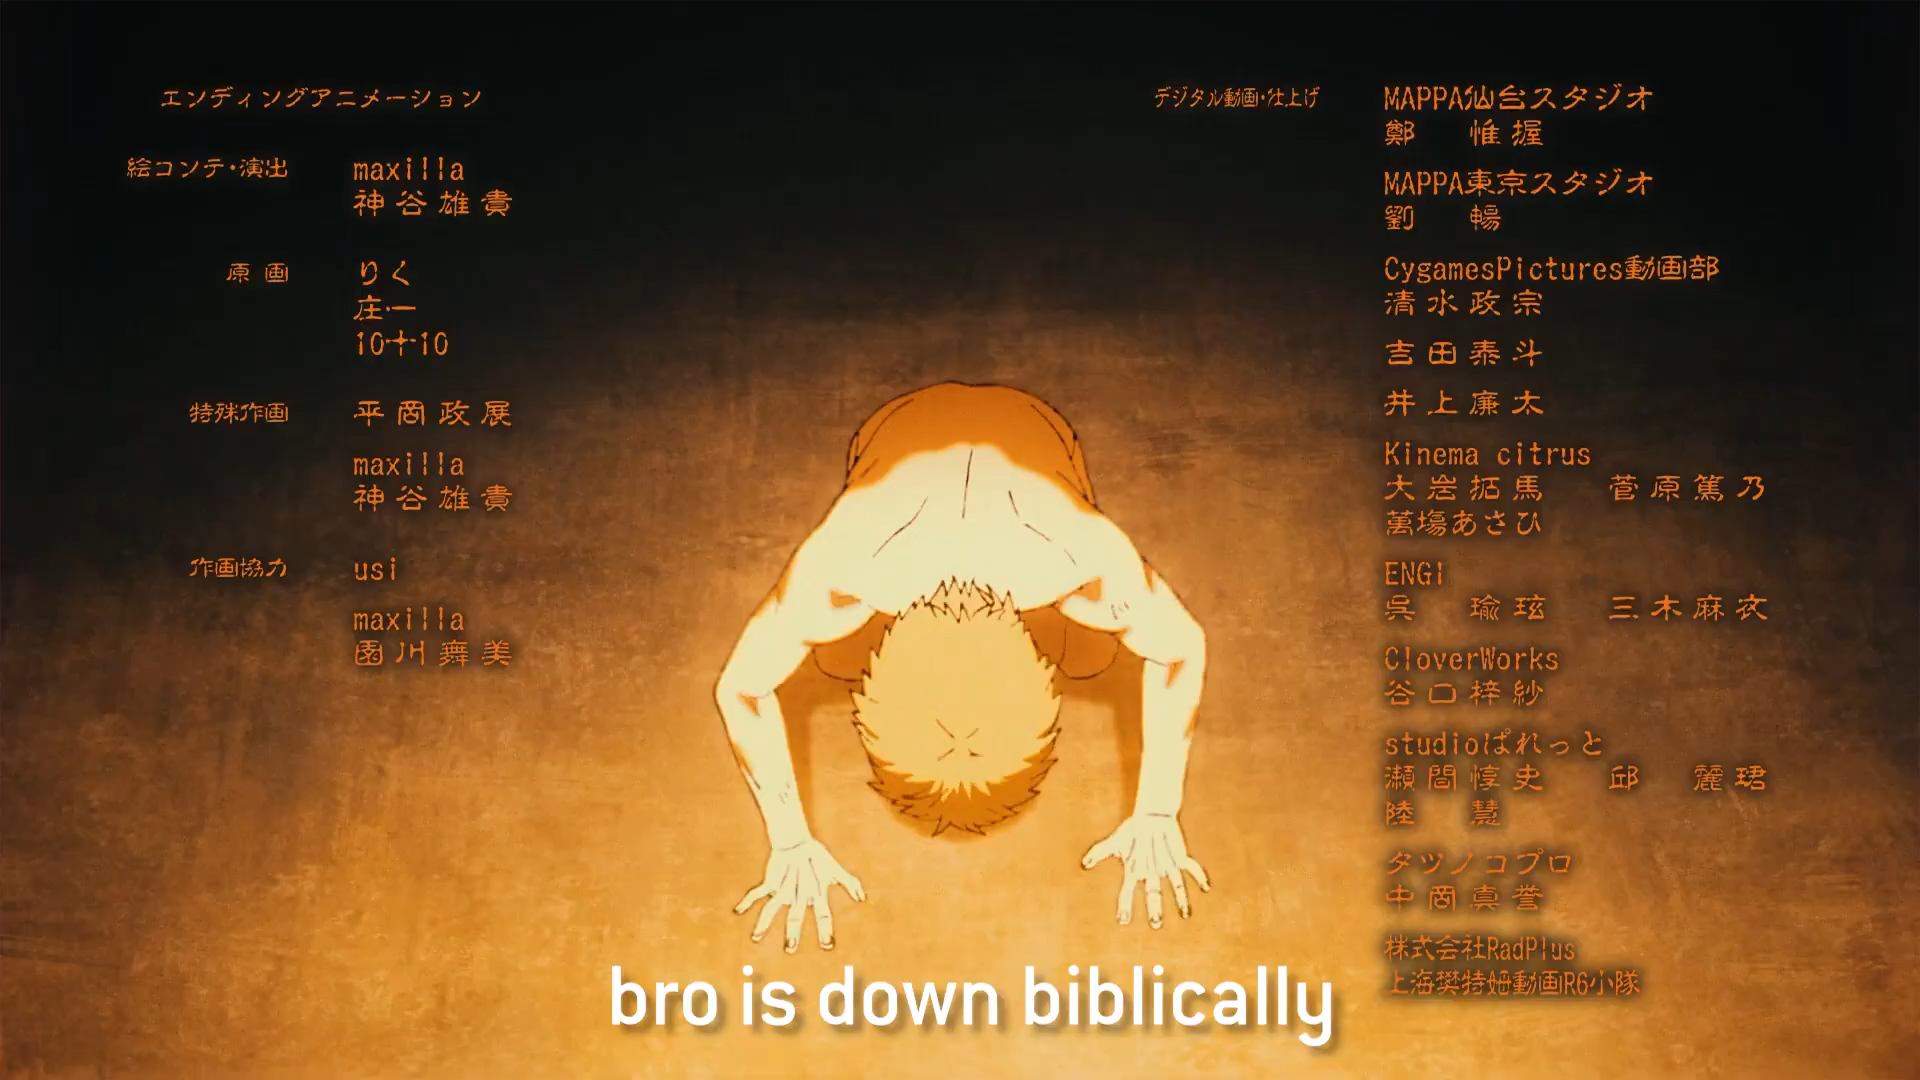 エンディングアニメーション
絵コンテ・演出 maxilla
神谷雄貴
原画 りく
庄一
10十10
特殊作画 平岡政展
maxilla
神谷雄貴
作画協力 usi
maxilla
園川舞美
デジタル動画・仕上げ MAPPA仙台スタジオ
鄭 惟握
MAPPA東京スタジオ
劉 暢
CygamesPictures動画部
清水政宗
吉田泰斗
井上廉太
Kinema citrus
大岩拓馬 菅原篤乃
萬塲あさひ
ENGI
呉 瑜玹 三木麻衣
CloverWorks
谷口梓紗
studioぱれっと
瀬間惇史 邱 麗珺
陸 慧
タツノコプロ
中岡真誉
株式会社RadPlus
上海樊特姆動画R6小隊
bro is down biblically